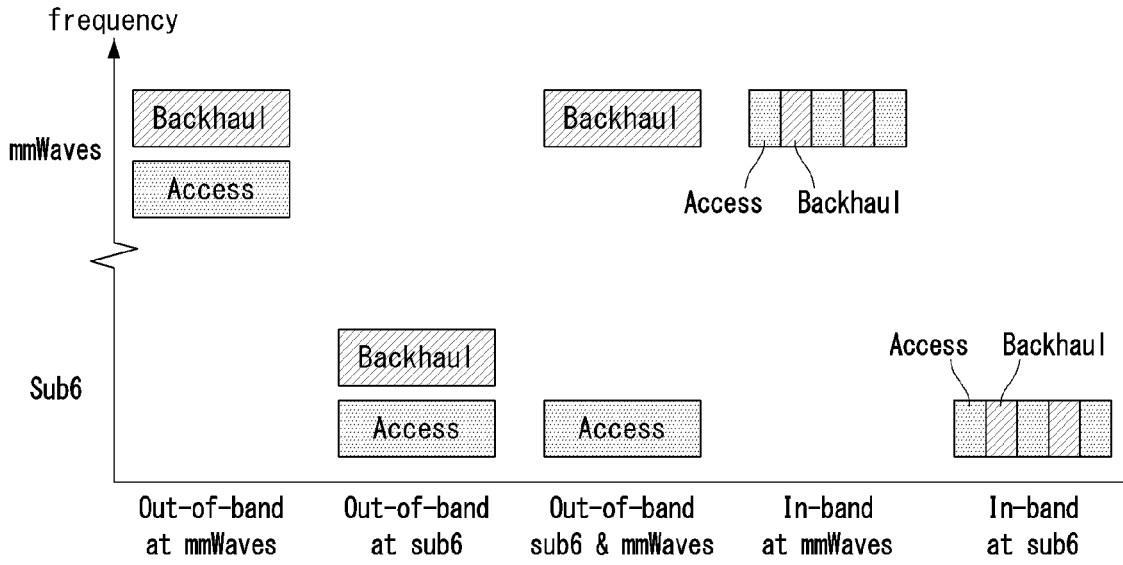 frequency
Backhaul
Backhaul
mmWaves
Access
Access Backhaul
Backhaul
Access Backhaul
Sub6
Access
Access
Out-of-band
at mmWaves
Out-of-band
at sub6
Out-of-band
sub6 & mmWaves
In-band
at mmWaves
In-band
at sub6